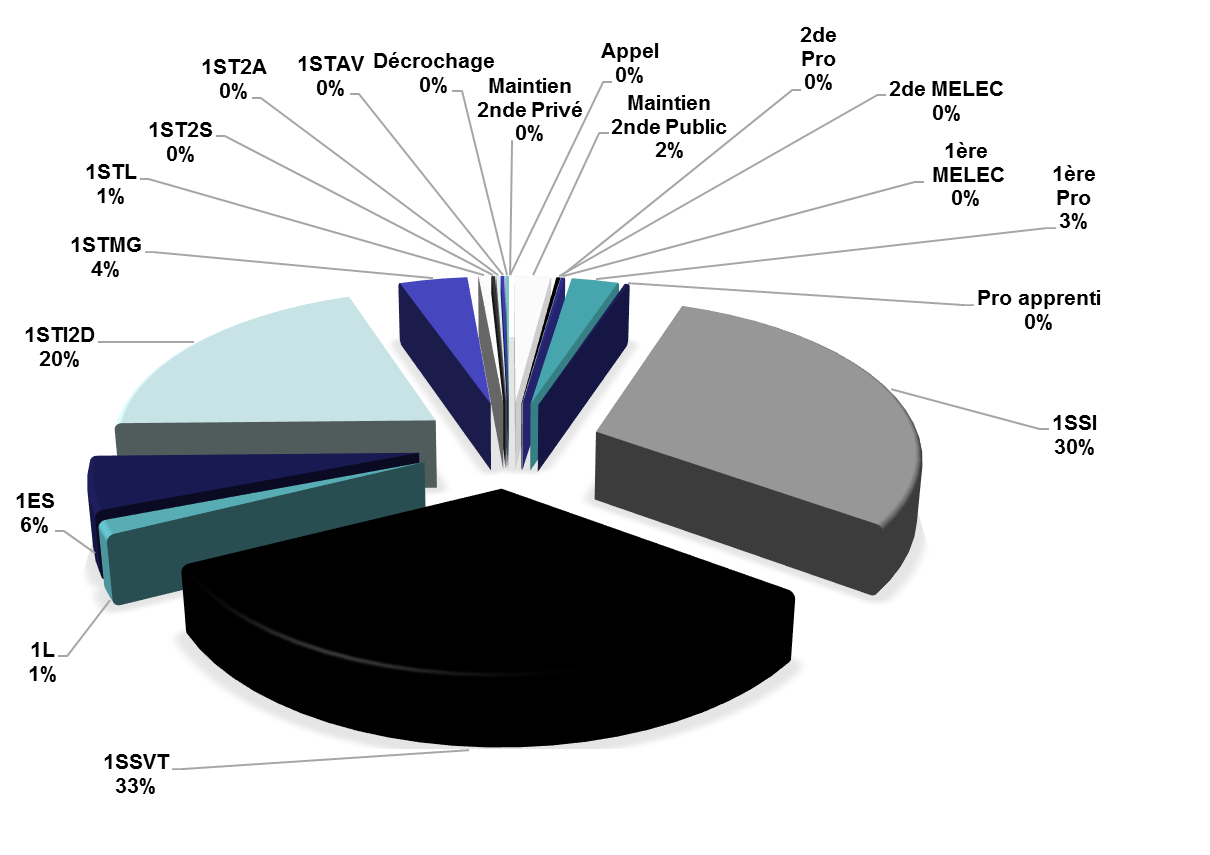 2de
Pro
0%
Appel
0%
Décrochage
0%
1STAV
0%
1ST2A
0%
Maintien
2nde Privé
0%
Maintien
2nde Public
2%
2de MELEC
0%
1ST2S
0%
1ère
MELEC
0%
1STL
1%
1ère
Pro
3%
1STMG
4%
Pro apprenti
0%
1STI2D
20%
1SSI
30%
1ES
6%
1L
1%
1SSVT
33%